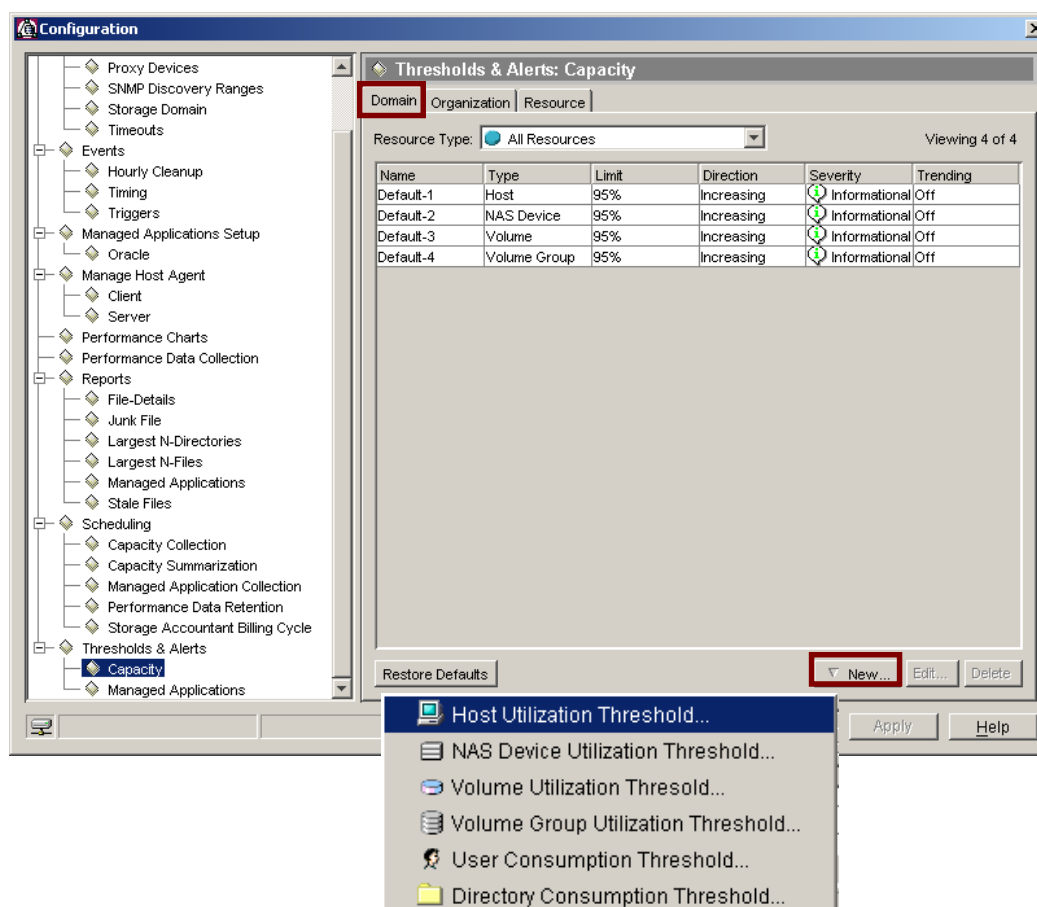 Configuration
Proxy Devices
SNMP Discovery Ranges
Storage Domain
Timeouts
Events
Hourly Cleanup
Timing
Triggers
Managed Applications Setup
Oracle
Manage Host Agent
Client
Server
Performance Charts
Performance Data Collection
Reports
File-Details
Junk File
Largest N-Directories
Largest N-Files
Managed Applications
Stale Files
Scheduling
Capacity Collection
Capacity Summarization
Managed Application Collection
Performance Data Retention
Storage Accountant Billing Cycle
Thresholds & Alerts
Capacity
Managed Applications
Thresholds & Alerts: Capacity
Domain Organization Resource
Resource Type: All Resources Viewing 4 of 4
Name Type Limit Direction Severity Trending
Default-1 Host 95% Increasing Informational Off
Default-2 NAS Device 95% Increasing Informational Off
Default-3 Volume 95% Increasing Informational Off
Default-4 Volume Group 95% Increasing Informational Off
Restore Defaults New... Edit... Delete
Apply Help
Host Utilization Threshold...
NAS Device Utilization Threshold...
Volume Utilization Thresold...
Volume Group Utilization Threshold...
User Consumption Threshold...
Directory Consumption Threshold...